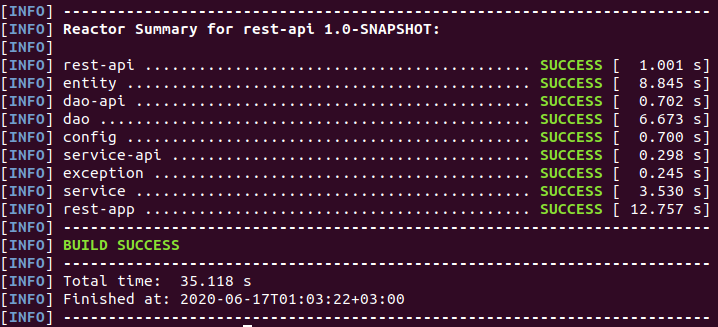 [INFO] ------------------------------------------------------------------------
[INFO] Reactor Summary for rest-api 1.0-SNAPSHOT:
[INFO]
[INFO] rest-api ........................................... SUCCESS [  1.001 s]
[INFO] entity ............................................. SUCCESS [  8.845 s]
[INFO] dao-api ............................................ SUCCESS [  0.702 s]
[INFO] dao ................................................ SUCCESS [  6.673 s]
[INFO] config ............................................. SUCCESS [  0.700 s]
[INFO] service-api ........................................ SUCCESS [  0.298 s]
[INFO] exception .......................................... SUCCESS [  0.245 s]
[INFO] service ............................................ SUCCESS [  3.530 s]
[INFO] rest-app ........................................... SUCCESS [ 12.757 s]
[INFO] ------------------------------------------------------------------------
[INFO] BUILD SUCCESS
[INFO] ------------------------------------------------------------------------
[INFO] Total time:  35.118 s
[INFO] Finished at: 2020-06-17T01:03:22+03:00
[INFO] ------------------------------------------------------------------------